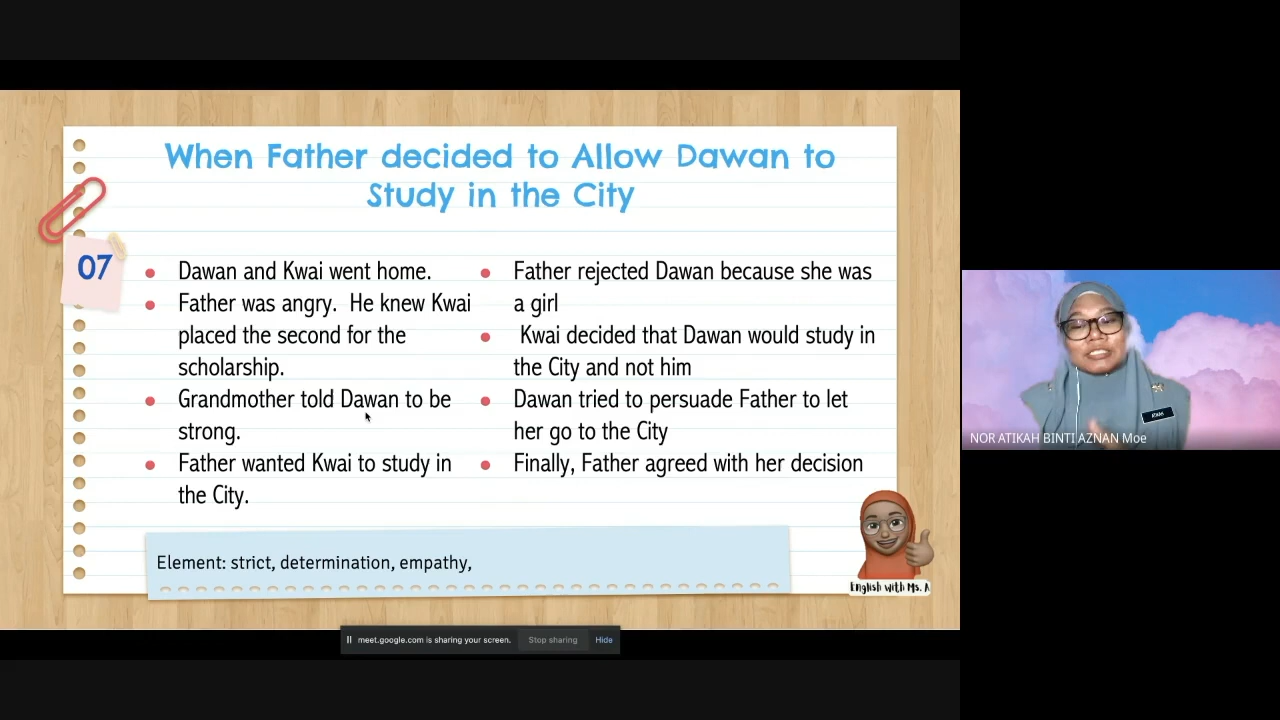 When Father decided to Allow Dawan to
Study in the City
07
Dawan and Kwai went home.
Father was angry. He knew Kwai
placed the second for the
scholarship.
Grandmother told Dawan to be
strong.
Father wanted Kwai to study in
the City.
Father rejected Dawan because she was
a girl
Kwai decided that Dawan would study in
the City and not him
Dawan tried to persuade Father to let
her go to the City
Finally, Father agreed with her decision
Element: strict, determination, empathy,
English with Ms. A
meet.google.com is sharing your screen.
Stop sharing
Hide
NOR ATIKAH BINTI AZNAN Moe